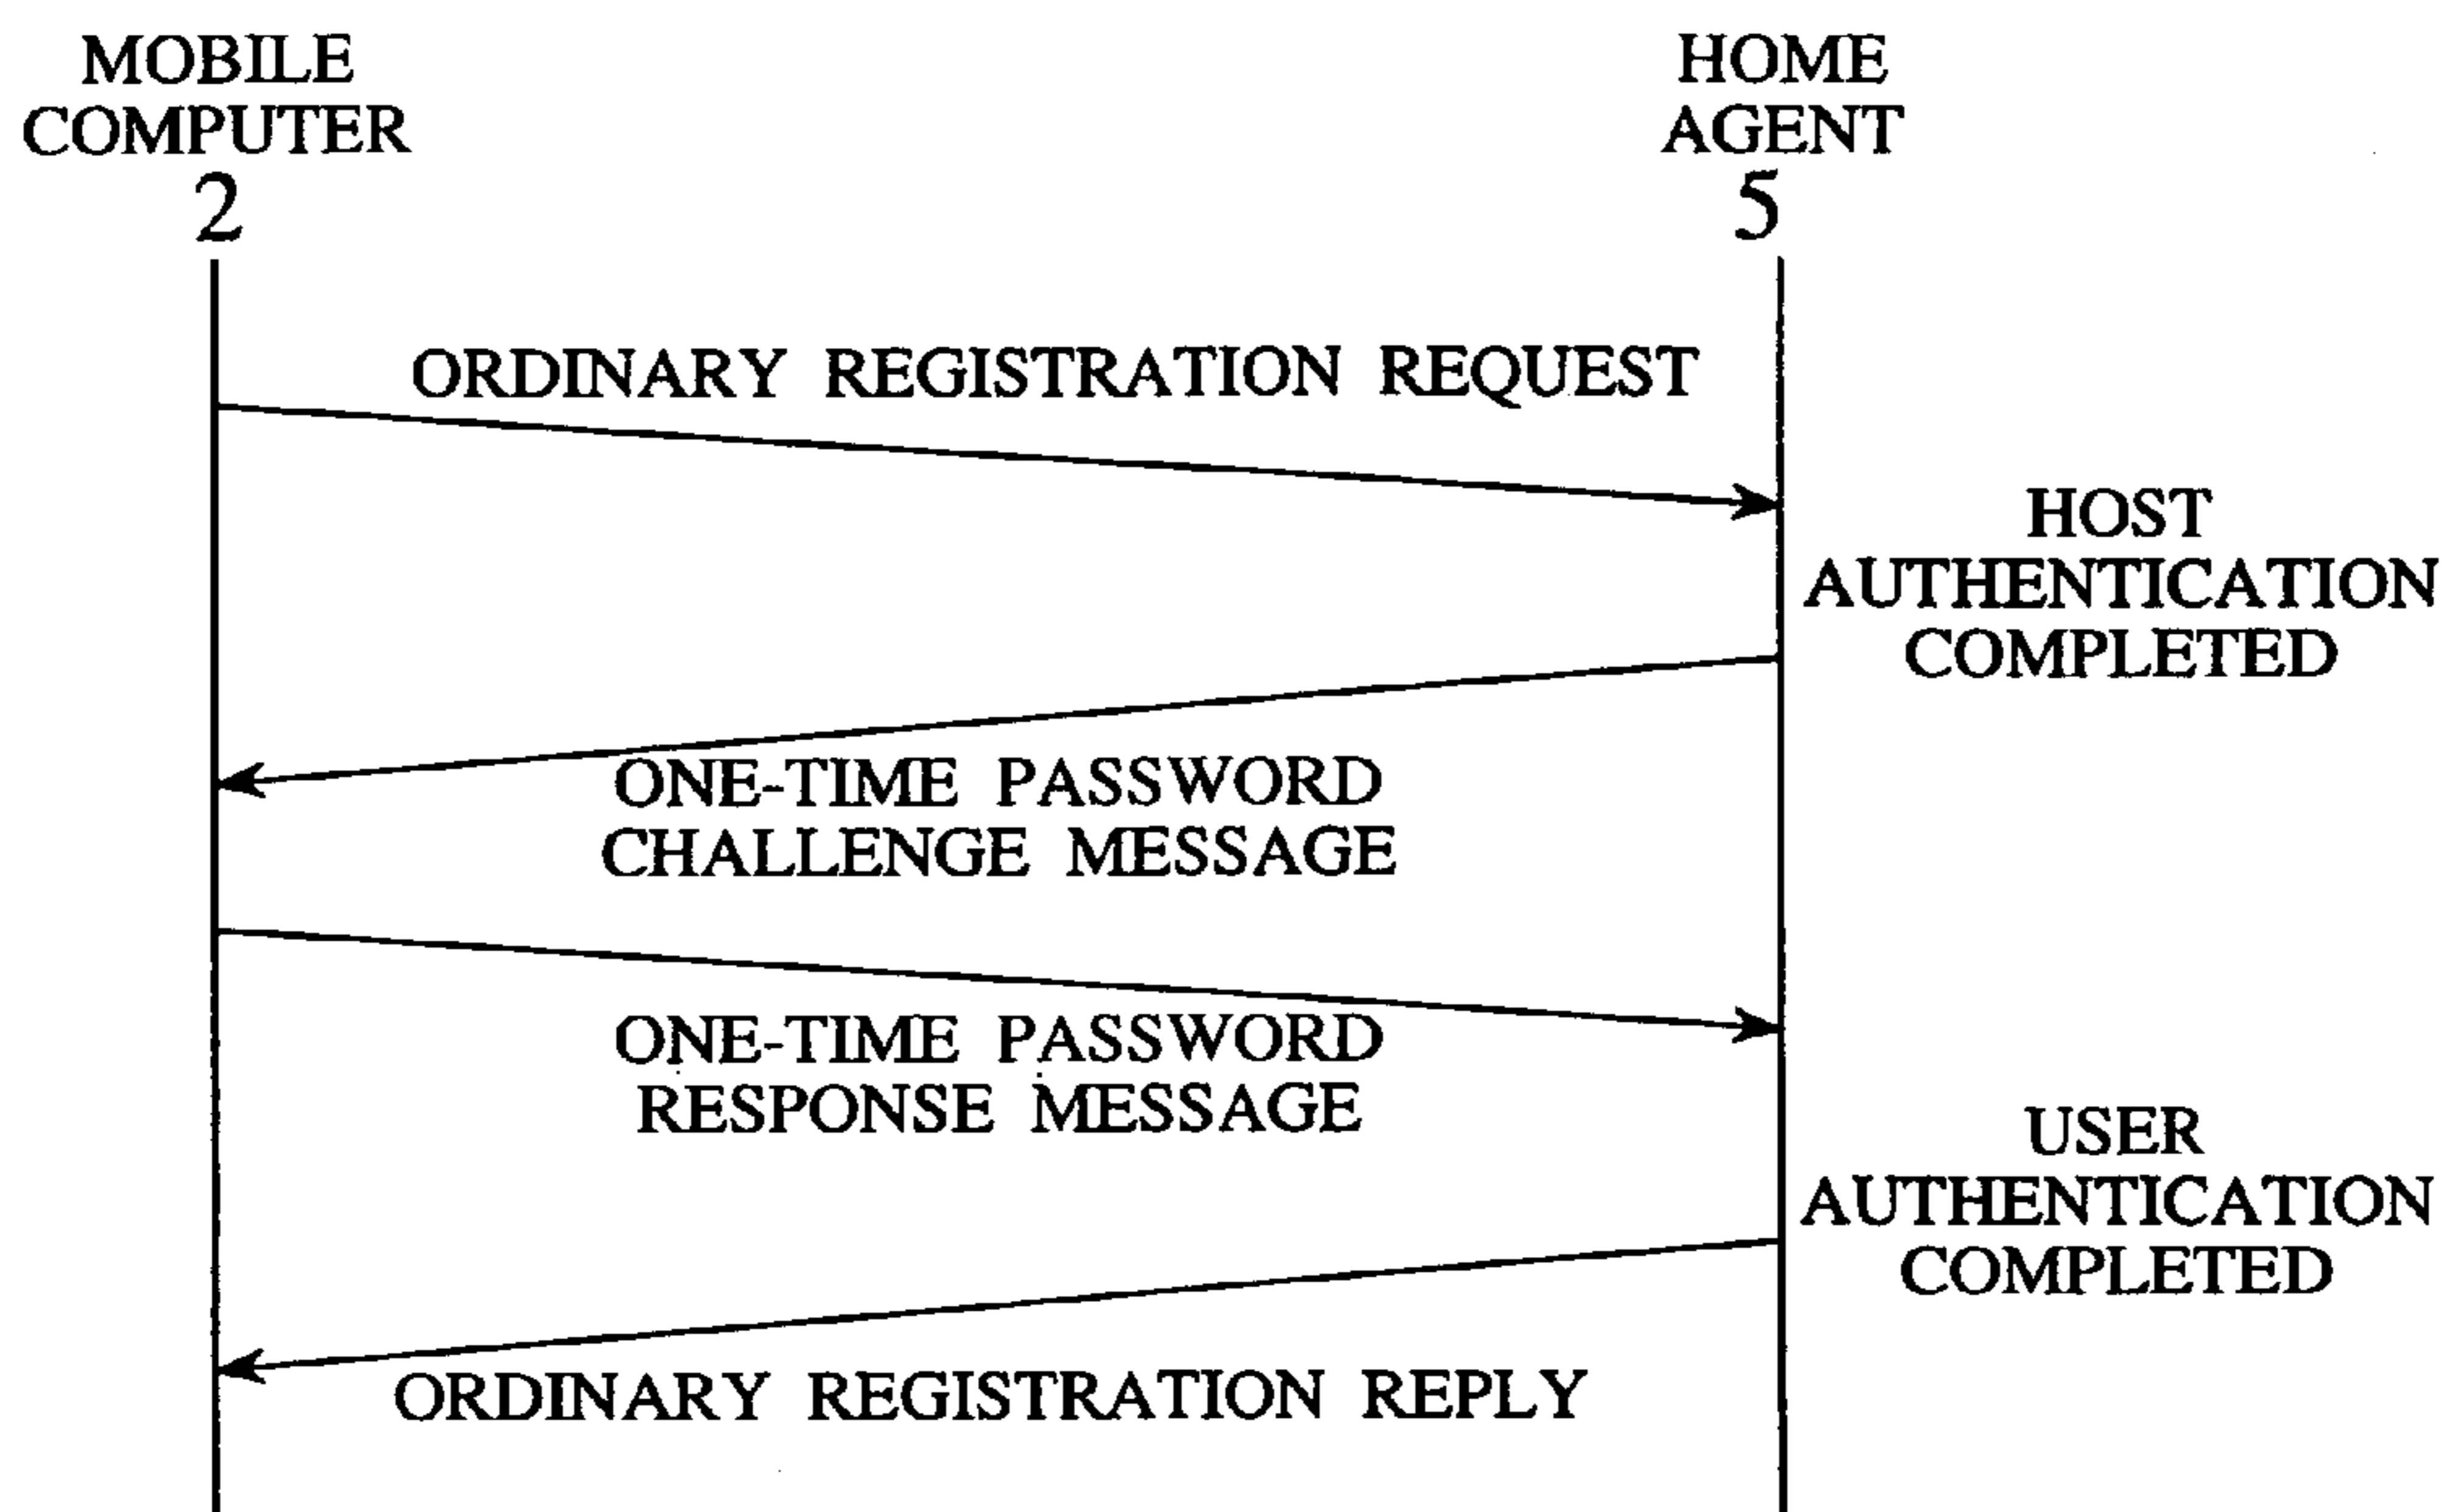 MOBILE
COMPUTER
2
HOME
AGENT
5
ORDINARY REGISTRATION REQUEST
HOST
AUTHENTICATION
COMPLETED
ONE-TIME PASSWORD
CHALLENGE MESSAGE
ONE-TIME PASSWORD
RESPONSE MESSAGE
USER
AUTHENTICATION
COMPLETED
ORDINARY REGISTRATION REPLY